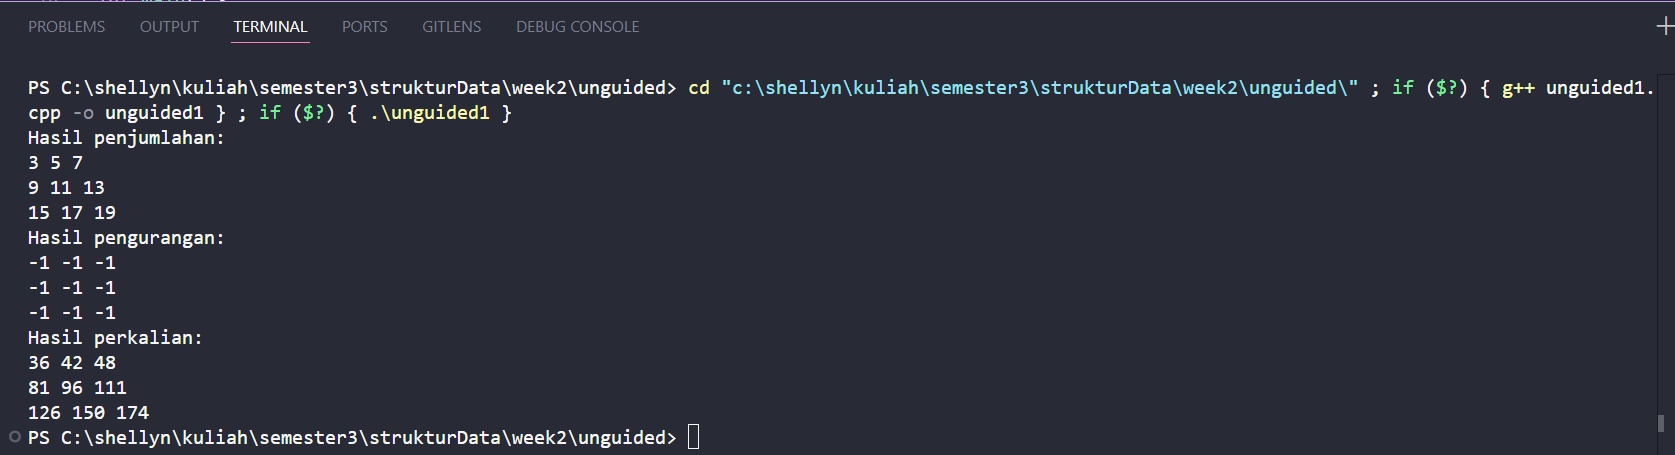 PROBLEMS OUTPUT TERMINAL PORTS GITLENS DEBUG CONSOLE
PS C:\shellyn\kuliah\semester3\strukturData\week2\unguided> cd "c:\shellyn\kuliah\semester3\strukturData\week2\unguided\" ; if ($?) { g++ unguided1.
cpp -o unguided1 } ; if ($?) { .\unguided1 }
Hasil penjumlahan:
3 5 7
9 11 13
15 17 19
Hasil pengurangan:
-1 -1 -1
-1 -1 -1
-1 -1 -1
Hasil perkalian:
36 42 48
81 96 111
126 150 174
PS C:\shellyn\kuliah\semester3\strukturData\week2\unguided>